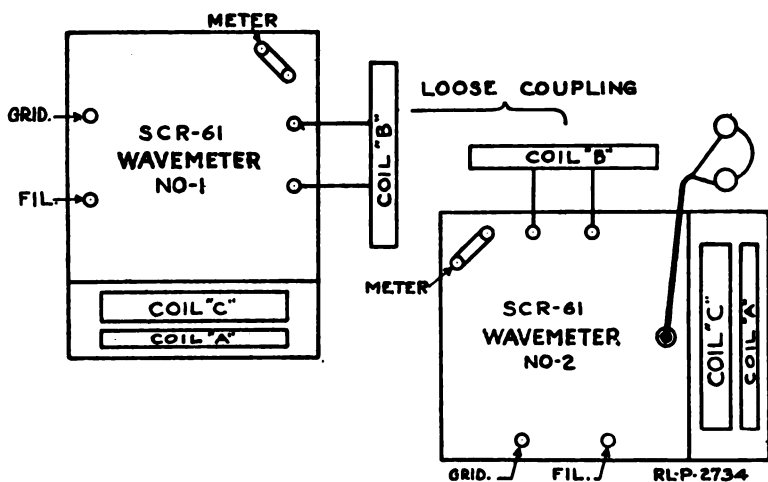 METER
GRID.
FIL.
SCR-61
WAVEMETER
NO-1
COIL "B"
COIL "C"
COIL "A"
LOOSE COUPLING
COIL "B"
METER
SCR-61
WAVEMETER
NO-2
COIL "C"
COIL "A"
GRID.
FIL.
RL-P-2734